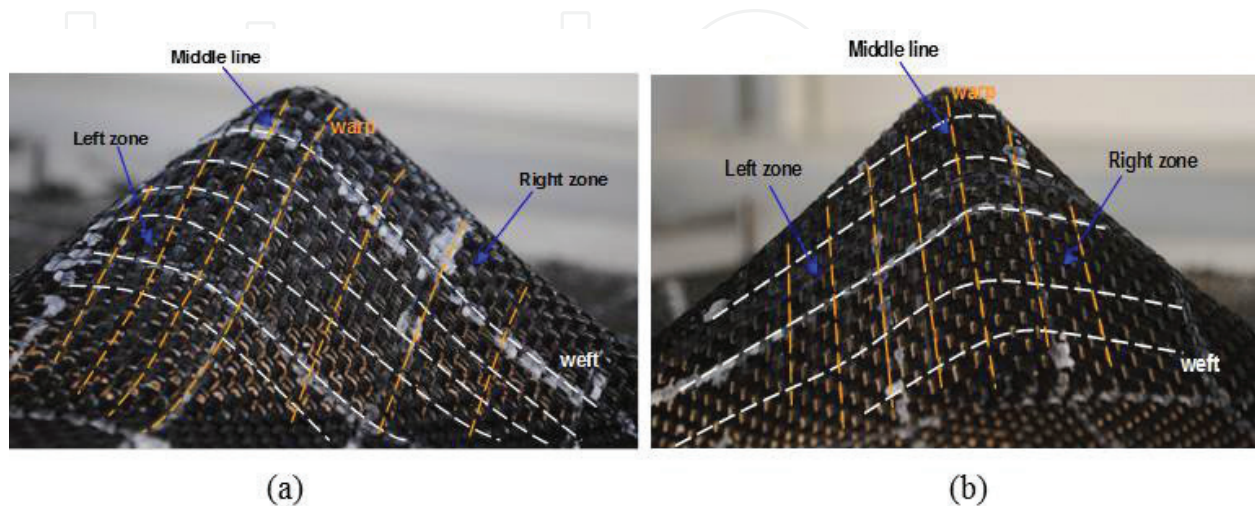 Middle line
warp
Left zone
Right zone
weft
(a)
Middle line
warp
Left zone
Right zone
weft
(b)